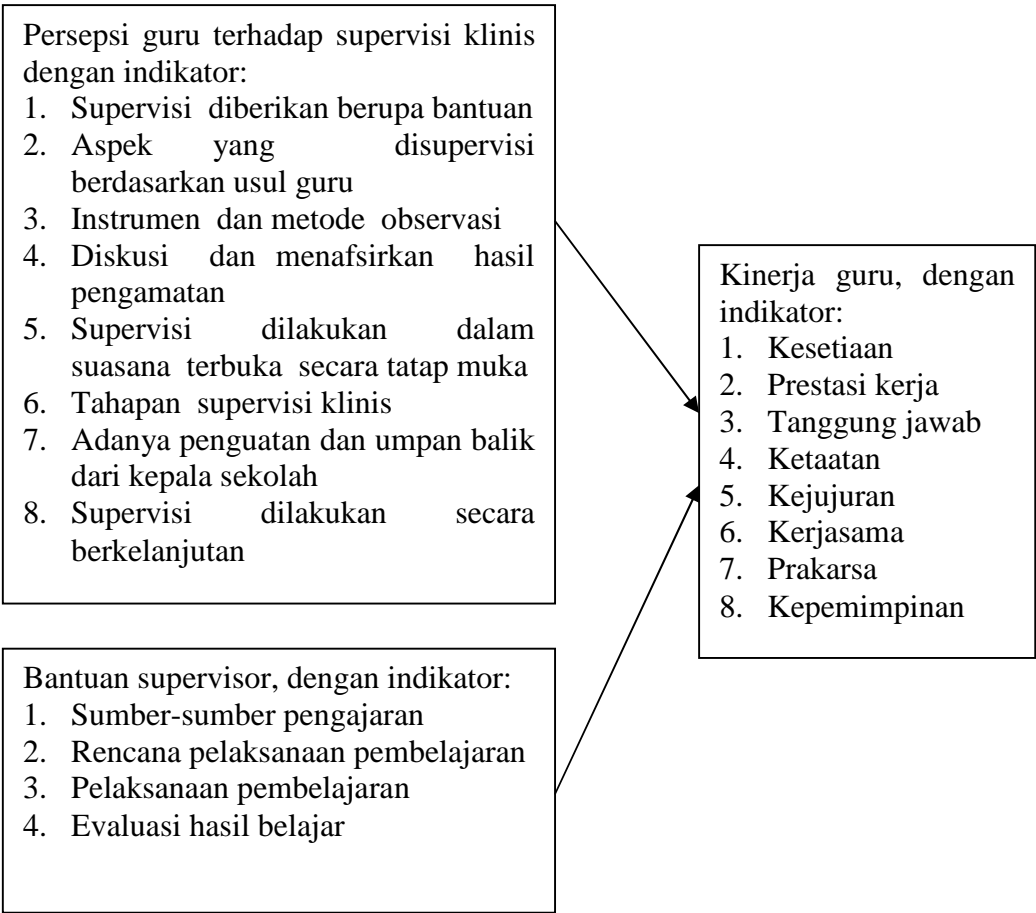 Persepsi guru terhadap supervisi klinis
dengan indikator:
1. Supervisi diberikan berupa bantuan
2. Aspek yang disupervisi
berdasarkan usul guru
3. Instrumen dan metode observasi
4. Diskusi dan menafsirkan hasil
pengamatan
5. Supervisi dilakukan dalam
suasana terbuka secara tatap muka
6. Tahapan supervisi klinis
7. Adanya penguatan dan umpan balik
dari kepala sekolah
8. Supervisi dilakukan secara
berkelanjutan
Bantuan supervisor, dengan indikator:
1. Sumber-sumber pengajaran
2. Rencana pelaksanaan pembelajaran
3. Pelaksanaan pembelajaran
4. Evaluasi hasil belajar
Kinerja guru, dengan
indikator:
1. Kesetiaan
2. Prestasi kerja
3. Tanggung jawab
4. Ketaatan
5. Kejujuran
6. Kerjasama
7. Prakarsa
8. Kepemimpinan